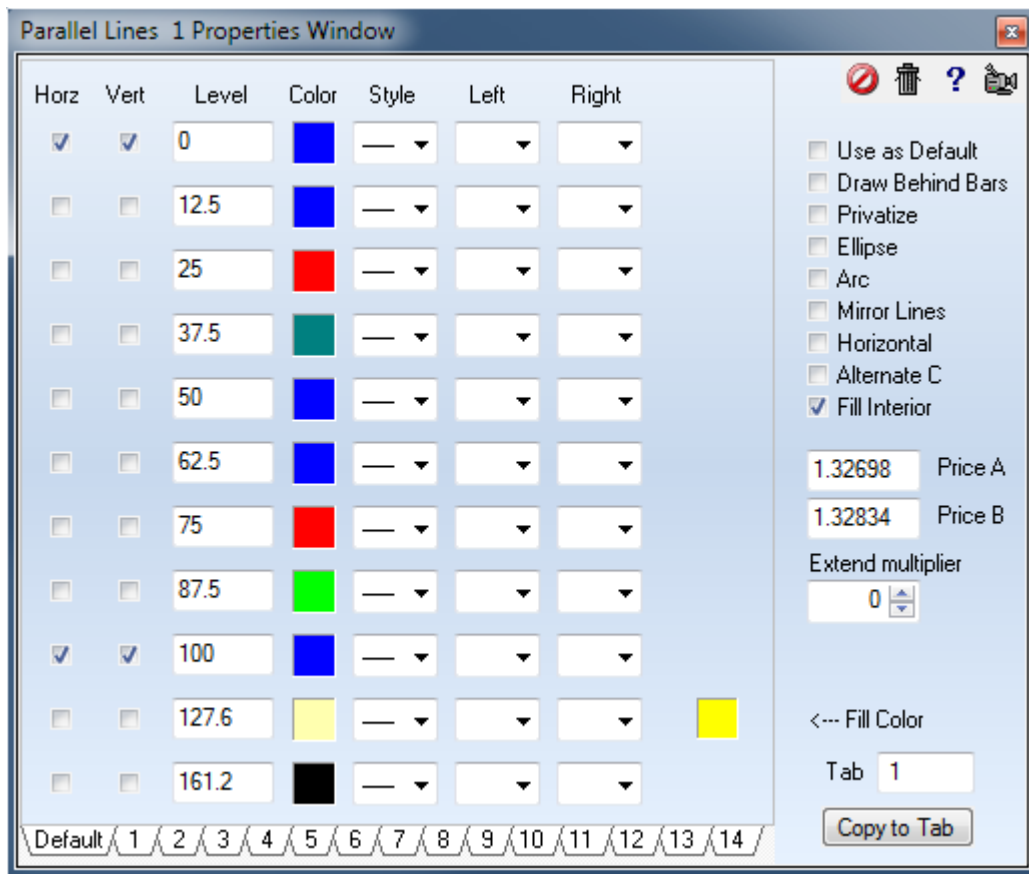 Parallel Lines 1 Properties Window
Horz Vert Level Color Style Left Right
0
12.5
25
37.5
50
62.5
75
87.5
100
127.6
161.2
Default 1 2 3 4 5 6 7 8 9 10 11 12 13 14
?
Use as Default
Draw Behind Bars
Privatize
Ellipse
Arc
Mirror Lines
Horizontal
Alternate C
Fill Interior
1.32698 Price A
1.32834 Price B
Extend multiplier
0
<--- Fill Color
Tab 1
Copy to Tab